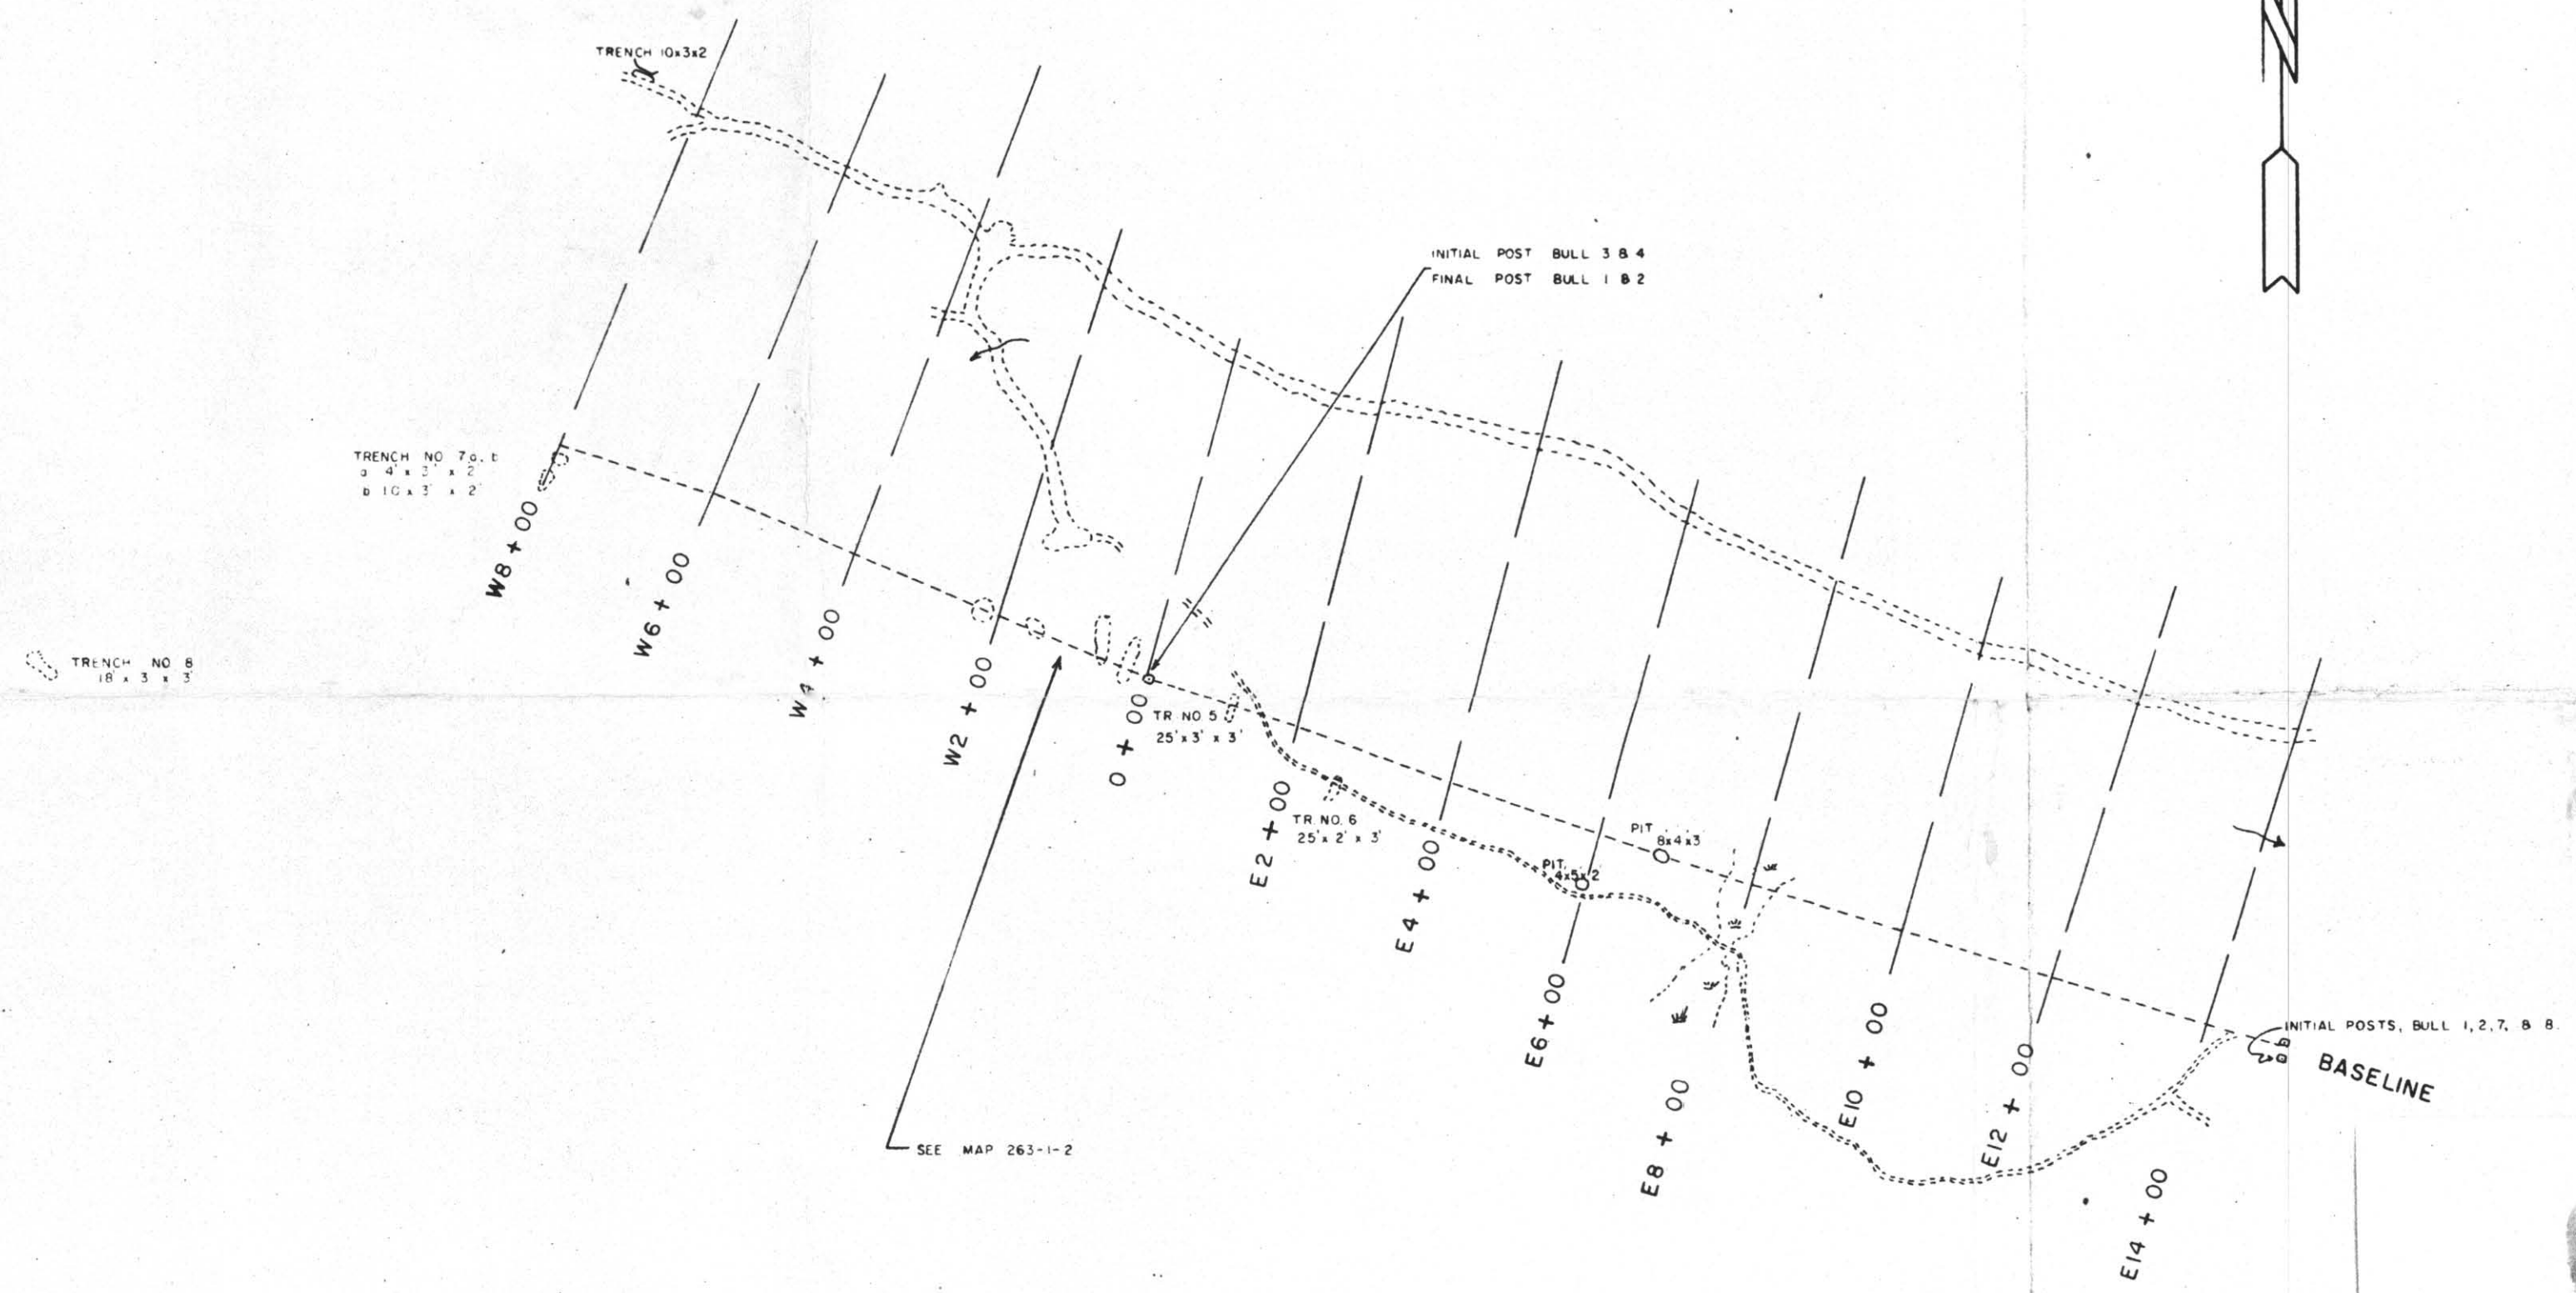 N
TRENCH 10x3x2
INITIAL POST BULL 3 & 4
FINAL POST BULL 1 & 2
TRENCH NO 7a, b
a 4' x 3' x 2'
b 10 x 3' x 2'
W8 + 00
W6 + 00
W4 + 00
W2 + 00
0 + 00
TRENCH NO 8
18' x 3 x 3'
TR. NO 5
25' x 3' x 3'
E2 + 00
TR. NO. 6
25' x 2' x 3'
E4 + 00
PIT
8x4x3
PIT
4x5x2
E6 + 00
E8 + 00
E10 + 00
E12 + 00
E14 + 00
INITIAL POSTS, BULL 1,2,7, & 8.
BASELINE
SEE MAP 263-1-2